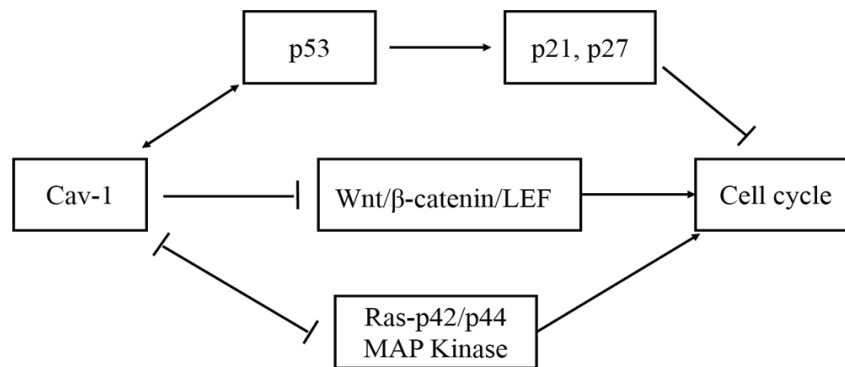 p53
p21, p27
Cav-1
Wnt/β-catenin/LEF
Cell cycle
Ras-p42/p44
MAP Kinase